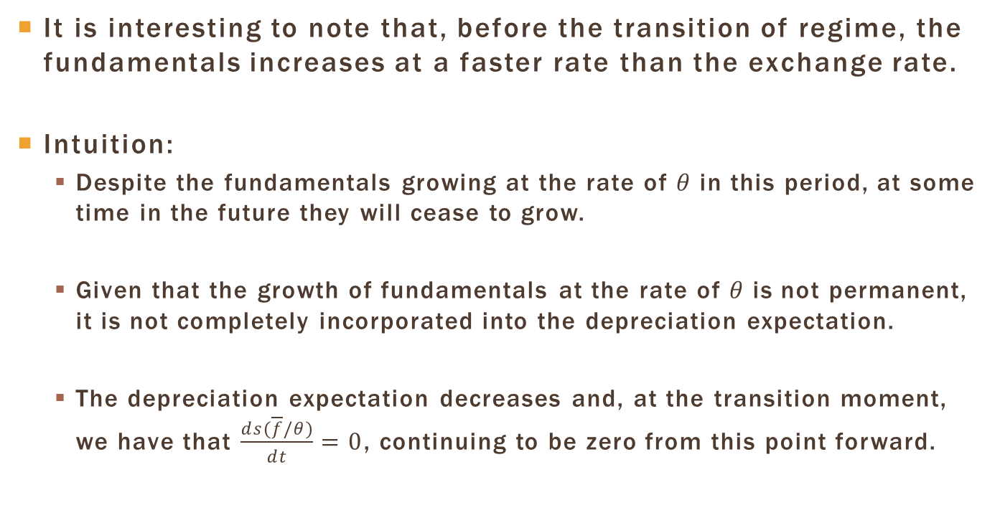 ▪ It is interesting to note that, before the transition of regime, the
fundamentals increases at a faster rate than the exchange rate.
▪ Intuition:
▪ Despite the fundamentals growing at the rate of θ in this period, at some
time in the future they will cease to grow.
▪ Given that the growth of fundamentals at the rate of θ is not permanent,
it is not completely incorporated into the depreciation expectation.
▪ The depreciation expectation decreases and, at the transition moment,
we have that $\frac{ds(\overline{f}/\theta)}{dt} = 0$, continuing to be zero from this point forward.